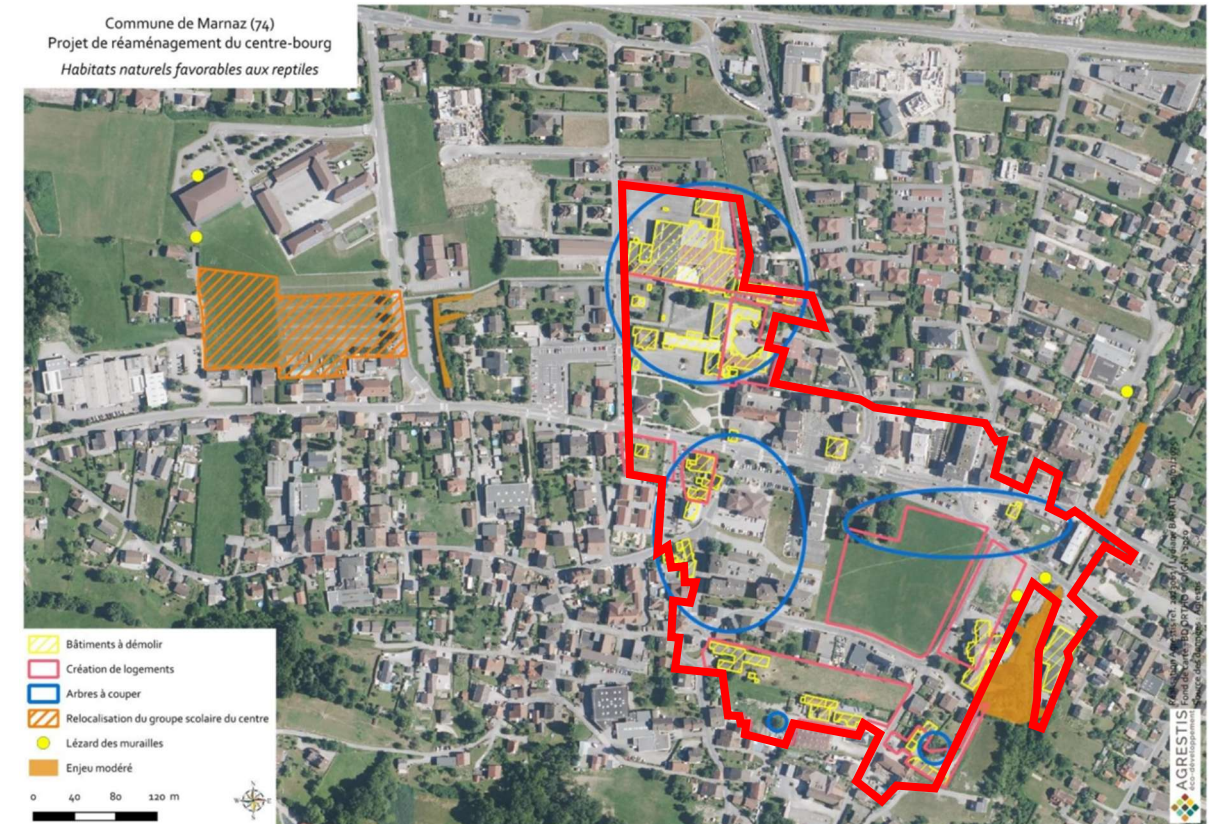 Commune de Marnaz (74)
Projet de réaménagement du centre-bourg
Habitats naturels favorables aux reptiles
Bâtiments à démolir
Création de logements
Arbres à couper
Relocalisation du groupe scolaire du centre
Lézard des murailles
Enjeu modéré
0 40 80 120 m
AGRESTIS
éco-développement